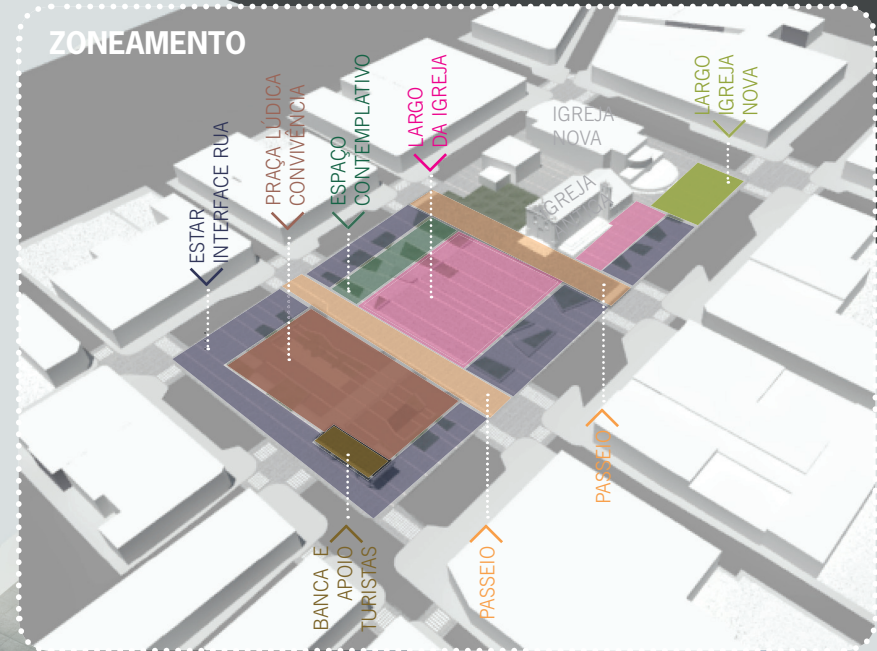 ZONEAMENTO
ESTAR
INTERFACE RUA
PRAÇA LÚDICA
CONVIVÊNCIA
ESPAÇO
CONTEMPLATIVO
LARGO
DA IGREJA
IGREJA
NOVA
IGREJA
LARGO
IGREJA
NOVA
BANCA E
APOIO
TURISTAS
PASSEIO
PASSEIO